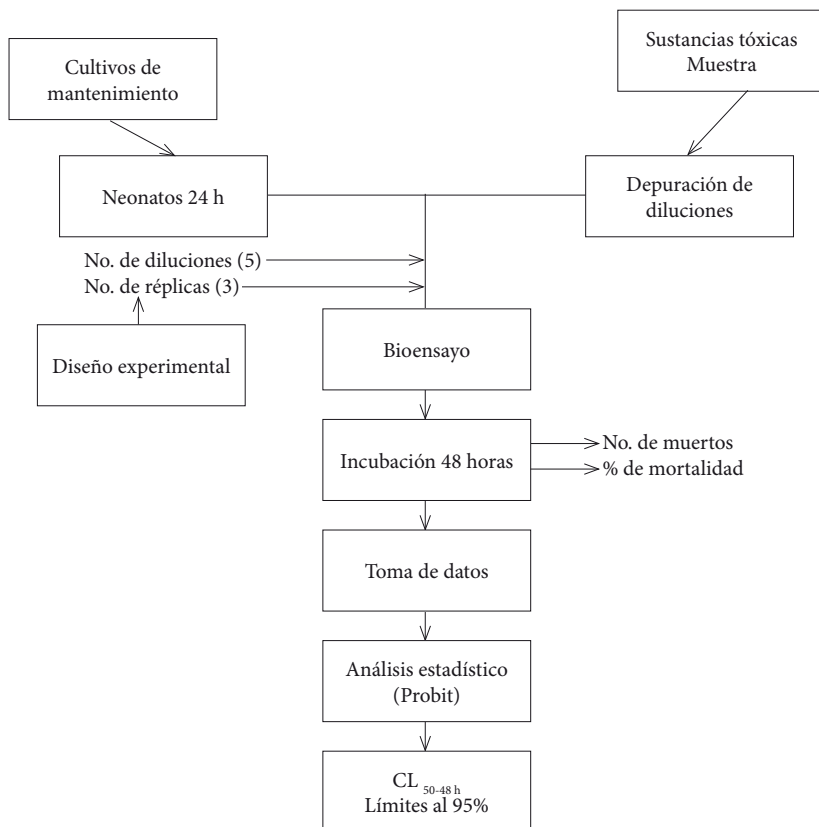 Sustancias tóxicas
Muestra
Cultivos de
mantenimiento
Neonatos 24 h
Depuración de
diluciones
No. de diluciones (5)
No. de réplicas (3)
Diseño experimental
Bioensayo
Incubación 48 horas
No. de muertos
% de mortalidad
Toma de datos
Análisis estadístico
(Probit)
CL 50-48 h
Límites al 95%